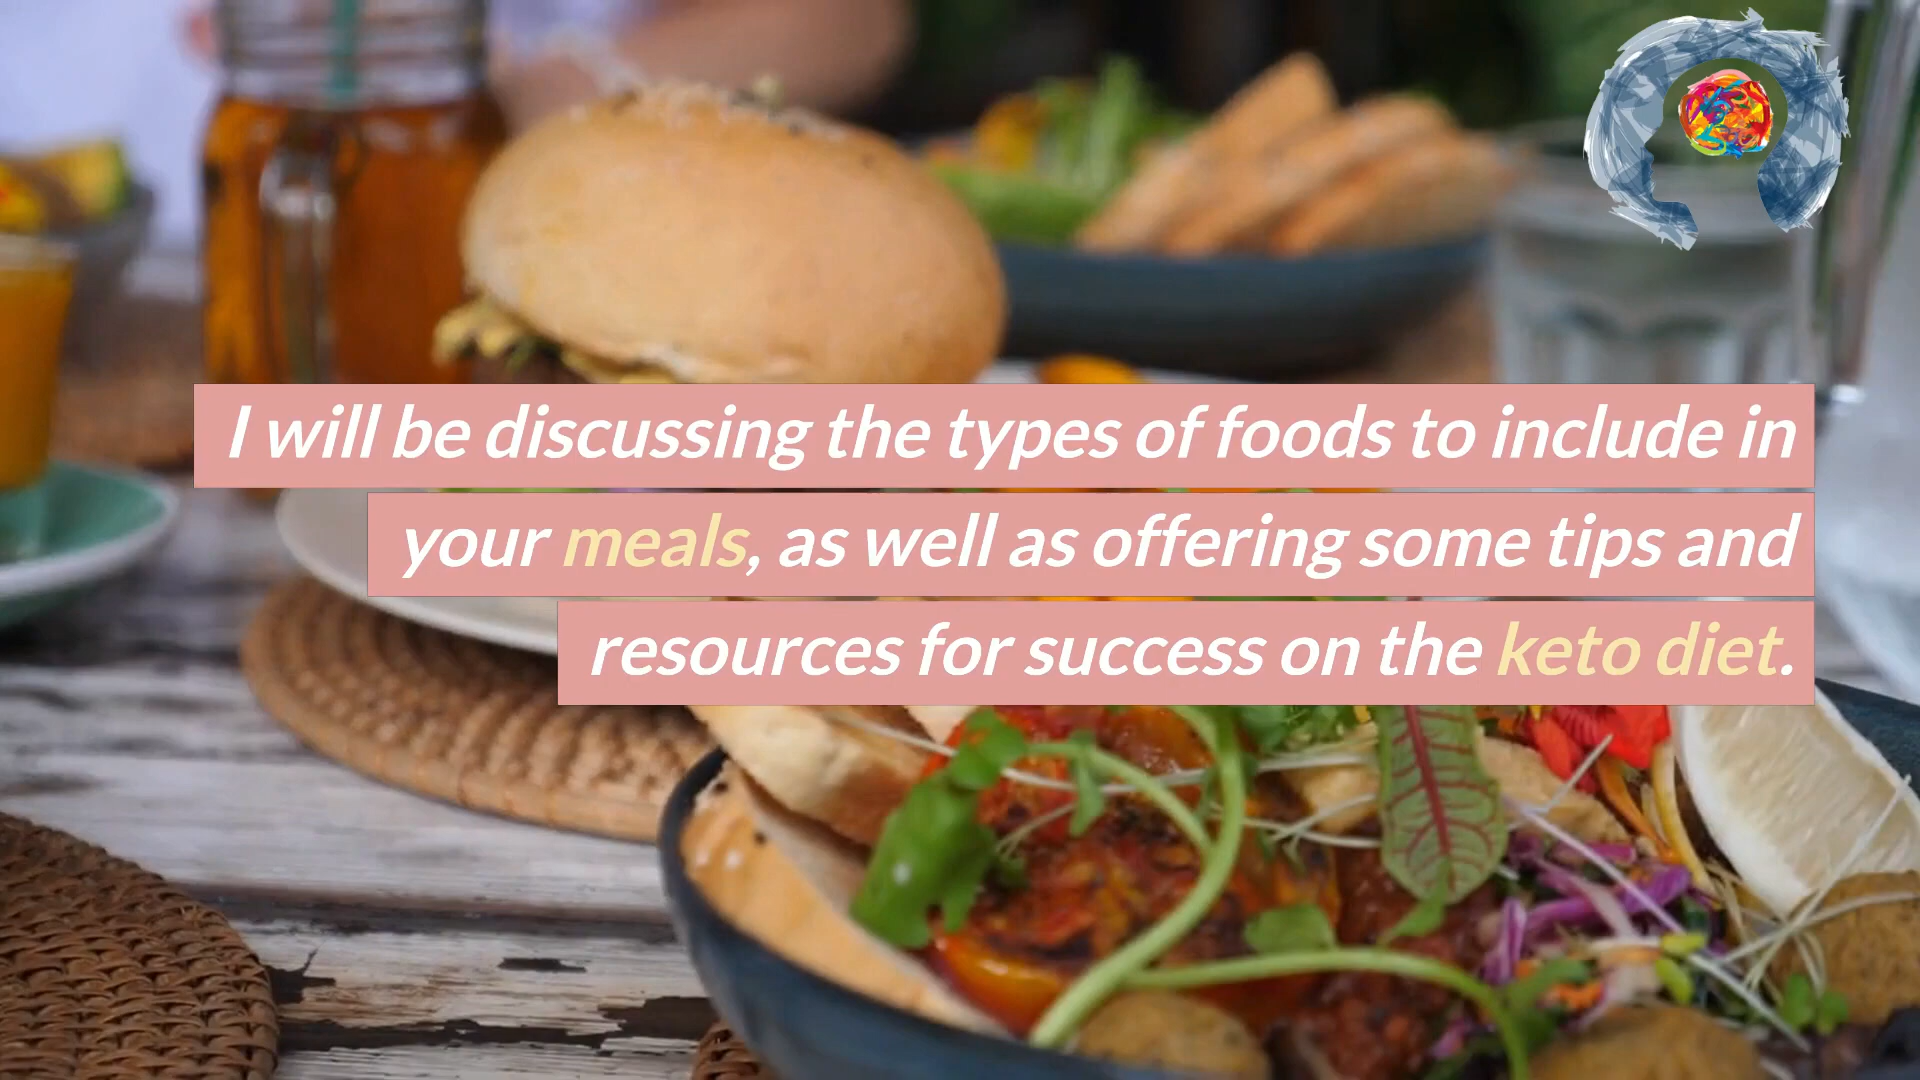 I will be discussing the types of foods to include in
your meals, as well as offering some tips and
resources for success on the keto diet.